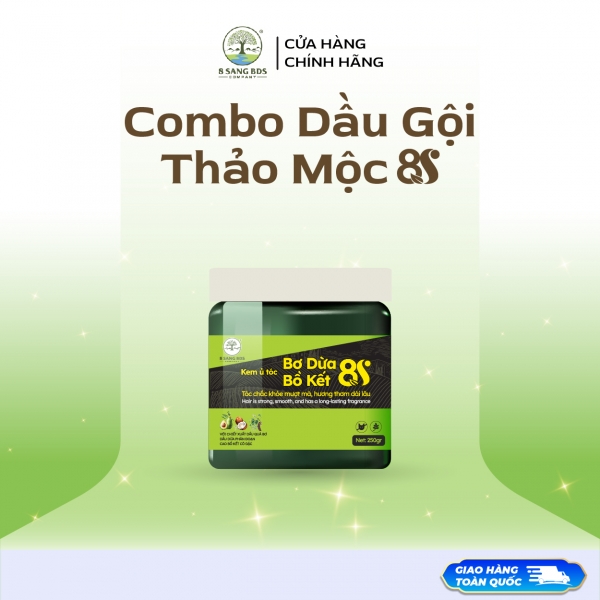 8 SANG BDS
COMPANY
CỬA HÀNG
CHÍNH HÃNG
Combo Dầu Gội
Thảo Mộc 8S
8 SANG BDS
Kem ủ tóc
Bơ Dừa
Bồ Kết 8S
Tóc chắc khỏe mượt mà, hương thơm dài lâu
Hair is strong, smooth, and has a long-lasting fragrance
Net: 250gr
GIAO HÀNG
TOÀN QUỐC